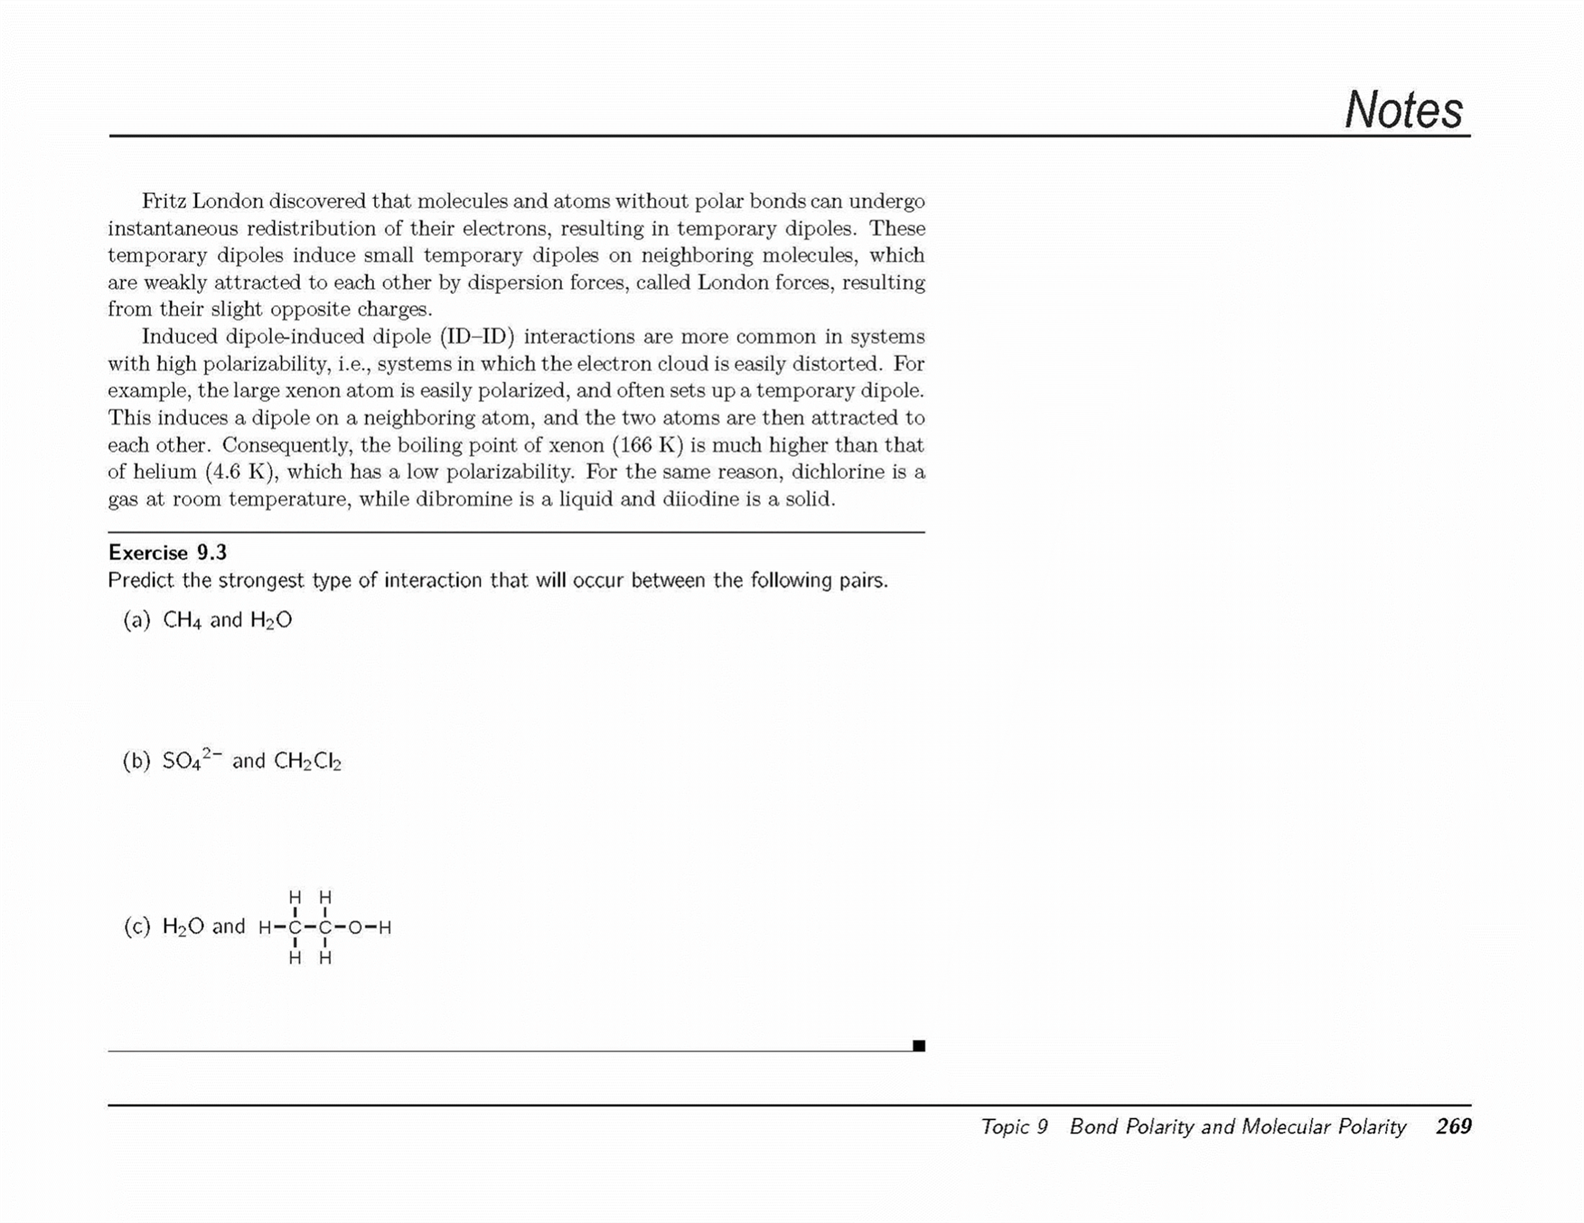 Notes
Fritz London discovered that molecules and atoms without polar bonds can undergo
instantaneous redistribution of their electrons, resulting in temporary dipoles. These
temporary dipoles induce small temporary dipoles on neighboring molecules, which
are weakly attracted to each other by dispersion forces, called London forces, resulting
from their slight opposite charges.
Induced dipole-induced dipole (ID–ID) interactions are more common in systems
with high polarizability, i.e., systems in which the electron cloud is easily distorted. For
example, the large xenon atom is easily polarized, and often sets up a temporary dipole.
This induces a dipole on a neighboring atom, and the two atoms are then attracted to
each other. Consequently, the boiling point of xenon (166 K) is much higher than that
of helium (4.6 K), which has a low polarizability. For the same reason, dichlorine is a
gas at room temperature, while dibromine is a liquid and diiodine is a solid.
Exercise 9.3
Predict the strongest type of interaction that will occur between the following pairs.
(a) CH₄ and H₂O
(b) SO₄²⁻ and CH₂Cl₂
H H
(c) H₂O and H–C–C–O–H
H H
Topic 9 Bond Polarity and Molecular Polarity 269